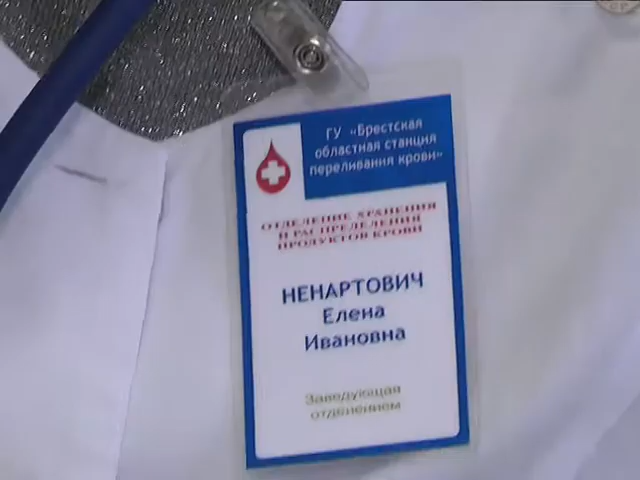 ГУ «Брестская
областная станция
переливания крови»
ОТДЕЛЕНИЕ ХРАНЕНИЯ
И РАСПРЕДЕЛЕНИЯ
ПРОДУКТОВ КРОВИ
НЕНАРТОВИЧ
Елена
Ивановна
Заведующая
отделением